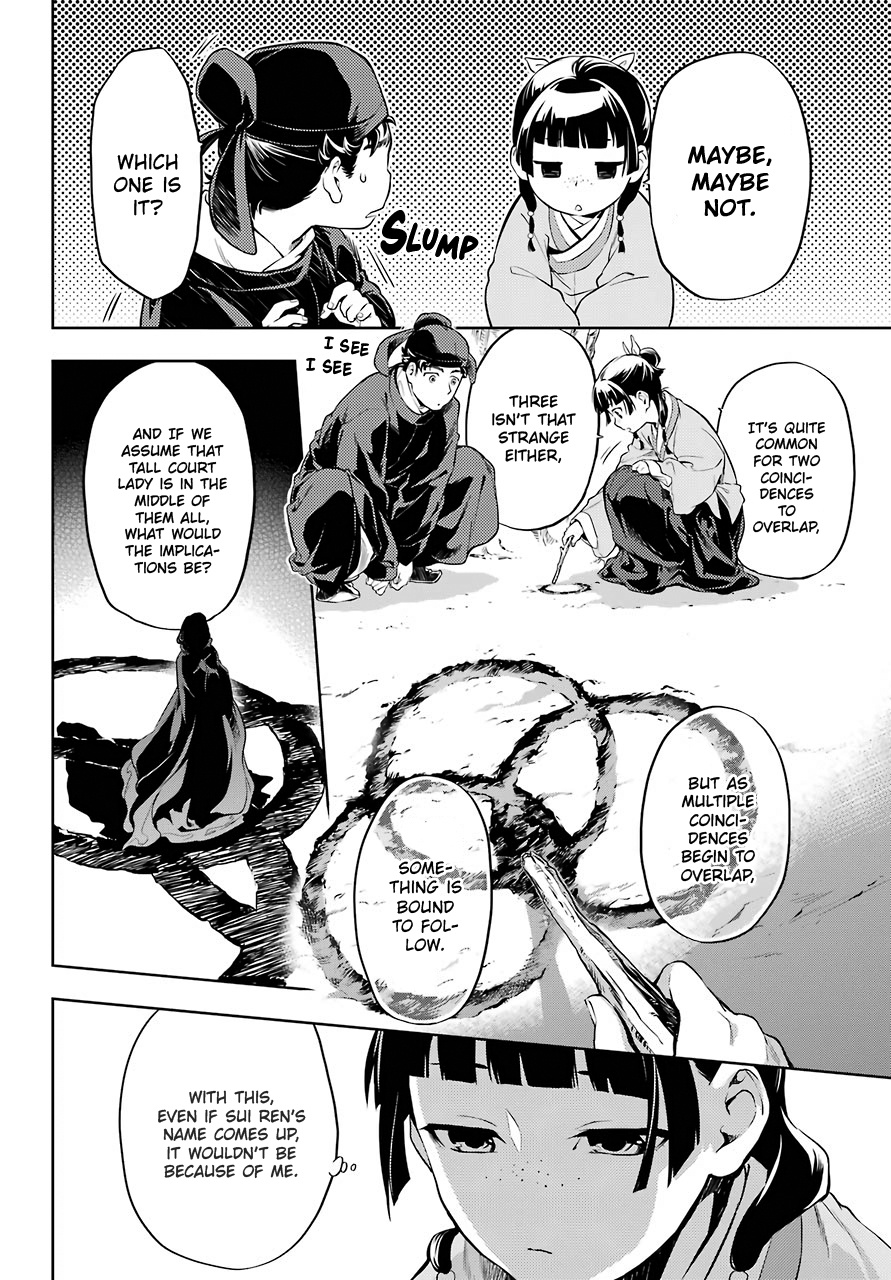 MAYBE,
MAYBE
NOT.
SLUMP
WHICH
ONE IS
IT?
IT'S QUITE
COMMON
FOR TWO
COINCI-
DENCES
TO
OVERLAP,
THREE
ISN'T THAT
STRANGE
EITHER,
I SEE
I SEE
BUT AS
MULTIPLE
COINCI-
DENCES
BEGIN TO
OVERLAP,
SOME-
THING IS
BOUND
TO FOL-
LOW.
AND IF WE
ASSUME THAT
TALL COURT
LADY IS IN THE
MIDDLE OF
THEM ALL,
WHAT WOULD
THE IMPLICA-
TIONS BE?
WITH THIS,
EVEN IF SUI REN'S
NAME COMES UP,
IT WOULDN'T BE
BECAUSE OF ME.